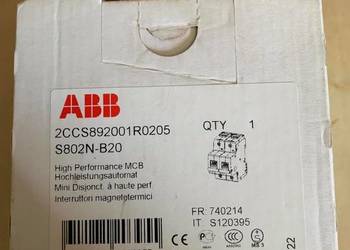 ABB
2CCS892001R0205
S802N-B20
QTY 1
High Performance MCB
Hochleistungsautomat
Mini Disjonct. à haute perf
Interruttori magnetotermici
FR 740214
IT S120395
22